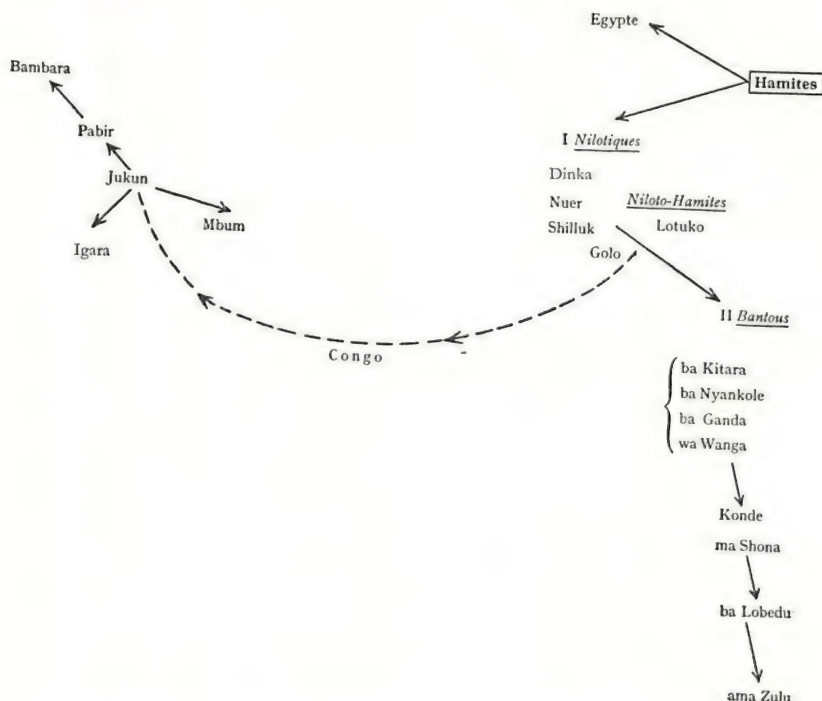 Egypte
Bambara
Hamites
Pabir
I Nilotiques
Jukun
Dinka
Nuer
Niloto-Hamites
Mbum
Shilluk
Lotuko
Igara
Golo
II Bantous
Congo
ba Kitara
ba Nyankole
ba Ganda
wa Wanga
Konde
ma Shona
ba Lobedu
ama Zulu